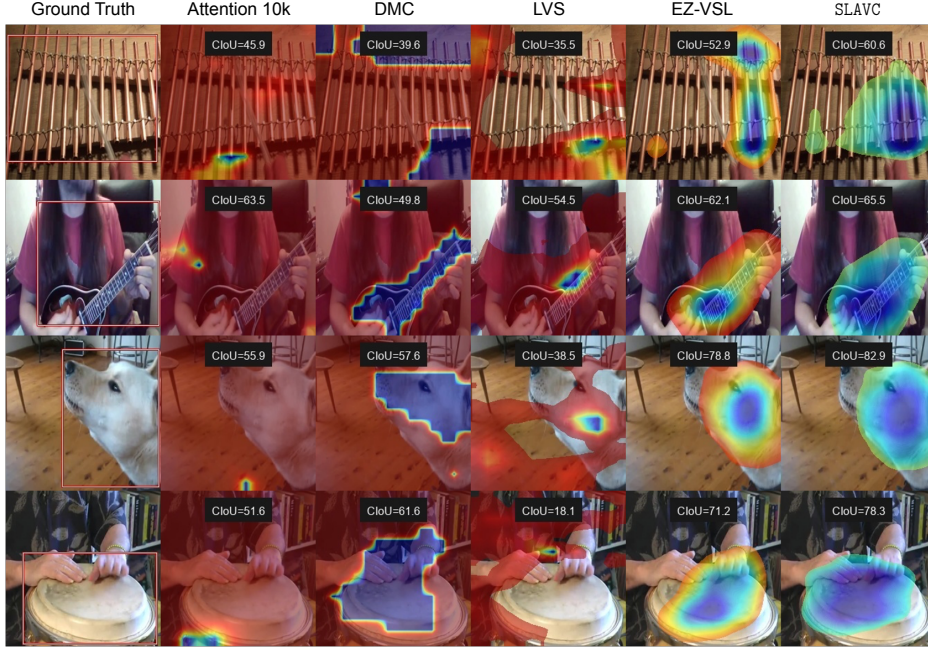 Ground Truth Attention 10k DMC LVS EZ-VSL SLAVC
CIoU=45.9 CIoU=39.6 CIoU=35.5 CIoU=52.9 CIoU=60.6
CIoU=63.5 CIoU=49.8 CIoU=54.5 CIoU=62.1 CIoU=65.5
CIoU=55.9 CIoU=57.6 CIoU=38.5 CIoU=78.8 CIoU=82.9
CIoU=51.6 CIoU=61.6 CIoU=18.1 CIoU=71.2 CIoU=78.3